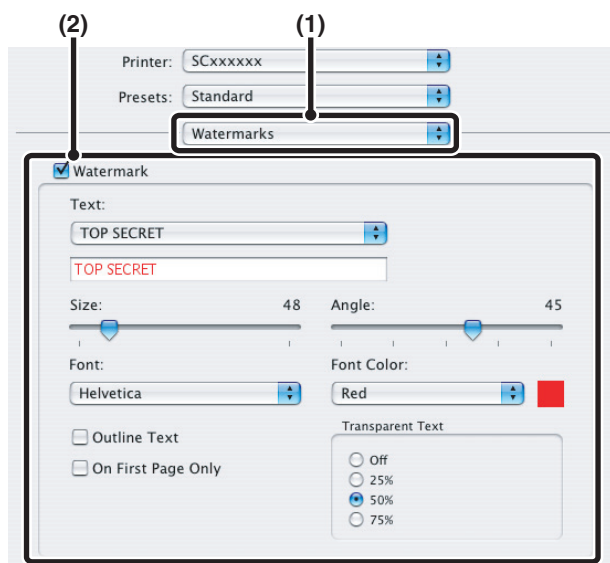 (2) (1)
Printer: SCxxxxxx
Presets: Standard
Watermarks
Watermark
Text:
TOP SECRET
TOP SECRET
Size: 48 Angle: 45
Font: Font Color:
Helvetica Red
Outline Text Transparent Text
On First Page Only Off
25%
50%
75%